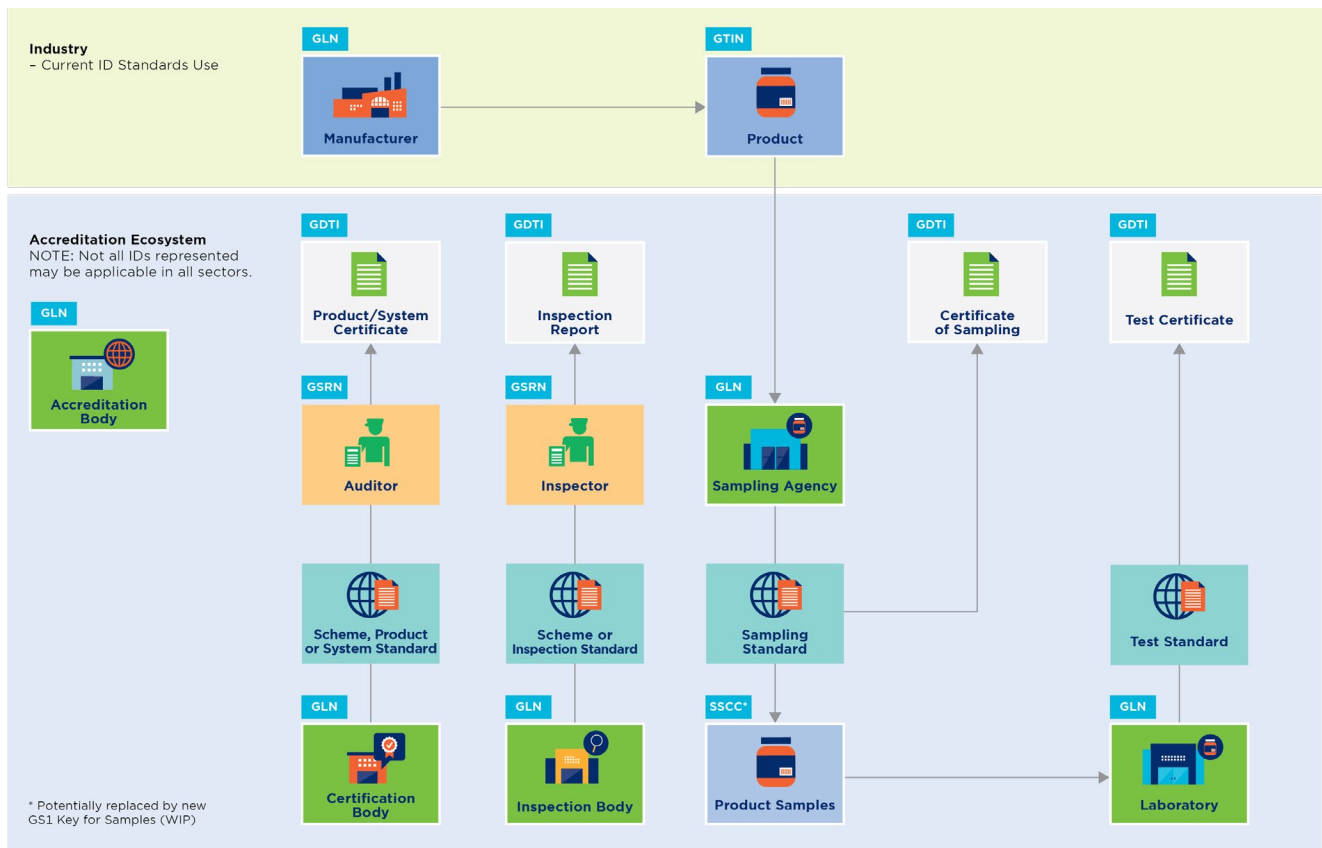 Industry
– Current ID Standards Use
GLN
Manufacturer
GTIN
Product
Accreditation Ecosystem
NOTE: Not all IDs represented
may be applicable in all sectors.
GLN
Accreditation
Body
GDTI
Product/System
Certificate
GDTI
Inspection
Report
GDTI
Certificate
of Sampling
GDTI
Test Certificate
GSRN
Auditor
GSRN
Inspector
GLN
Sampling Agency
Scheme, Product
or System Standard
Scheme or
Inspection Standard
Sampling
Standard
Test Standard
GLN
Certification
Body
GLN
Inspection Body
SSCC*
Product Samples
GLN
Laboratory
* Potentially replaced by new
GS1 Key for Samples (WIP)